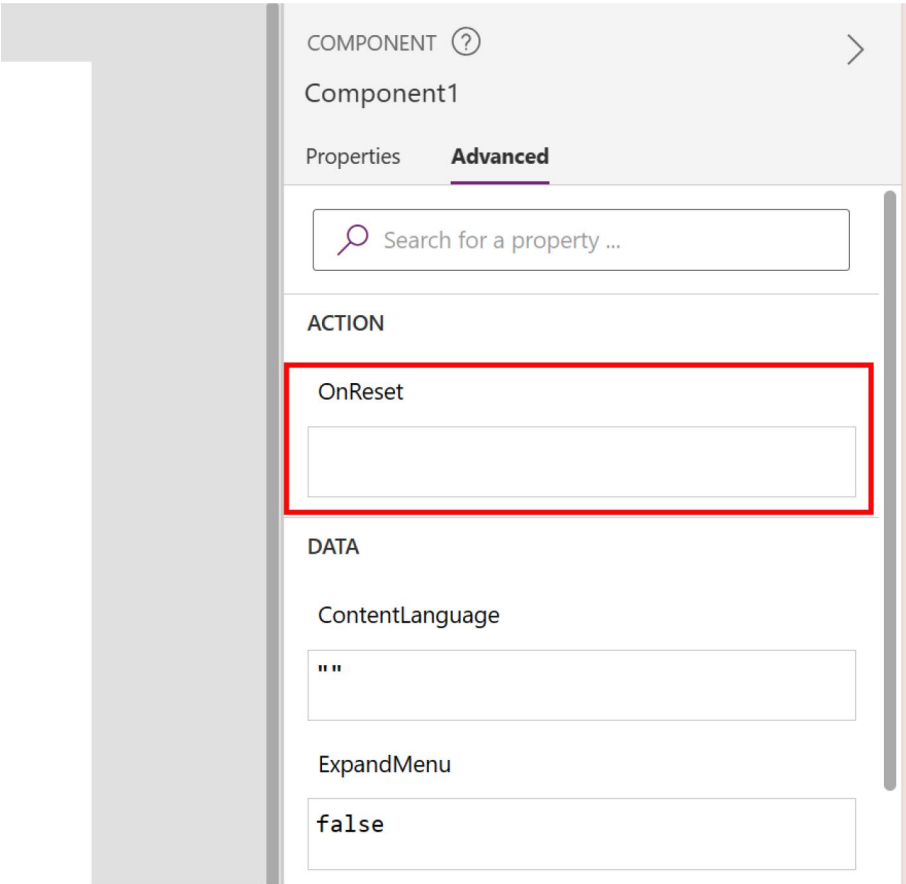 COMPONENT ?
Component1
Properties Advanced
Search for a property ...
ACTION
OnReset
DATA
ContentLanguage
""
ExpandMenu
false